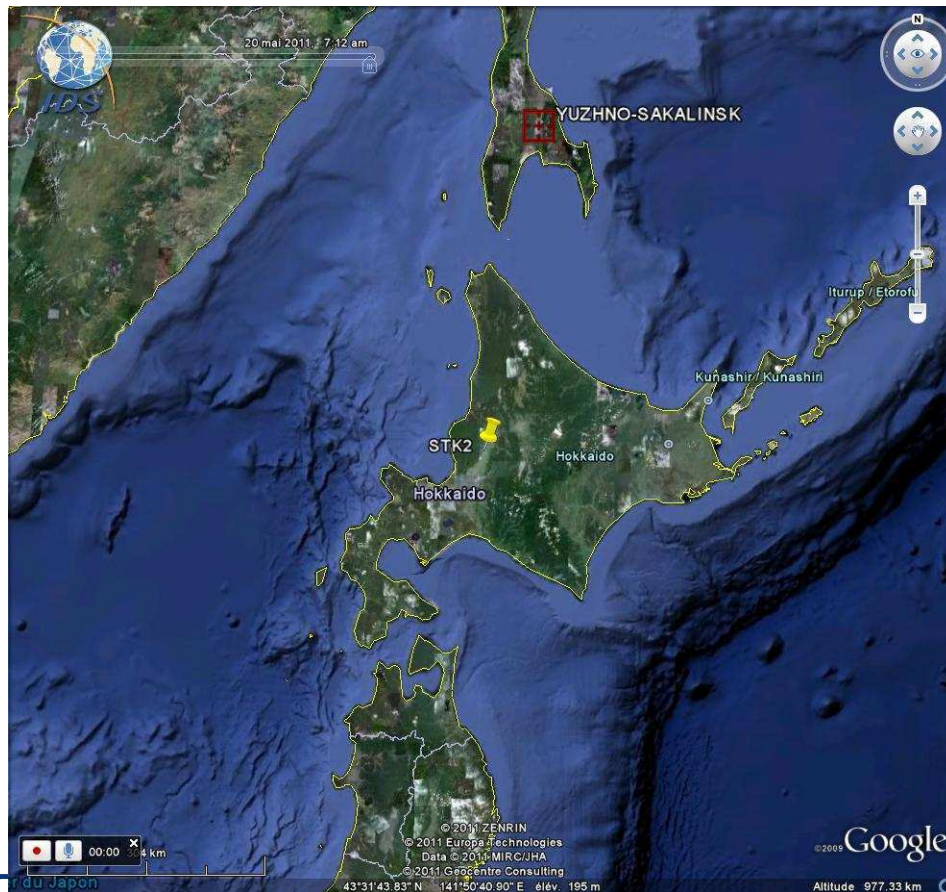 20 mai 2011, 7:12 am
IDS
N
YUZHNO-SAKALINSK
Iturup / Etorofu
Kunashir / Kunashiri
STK2
Hokkaido
Hokkaido
© 2011 ZENRIN
© 2011 Europa Technologies
Data © 2011 MIRC/JHA
© 2011 Geocentre Consulting
©2009 Google
00:00
km
du Japon
43°31'43.83" N 141°50'40.90" E élév. 195 m
Altitude 977.33 km